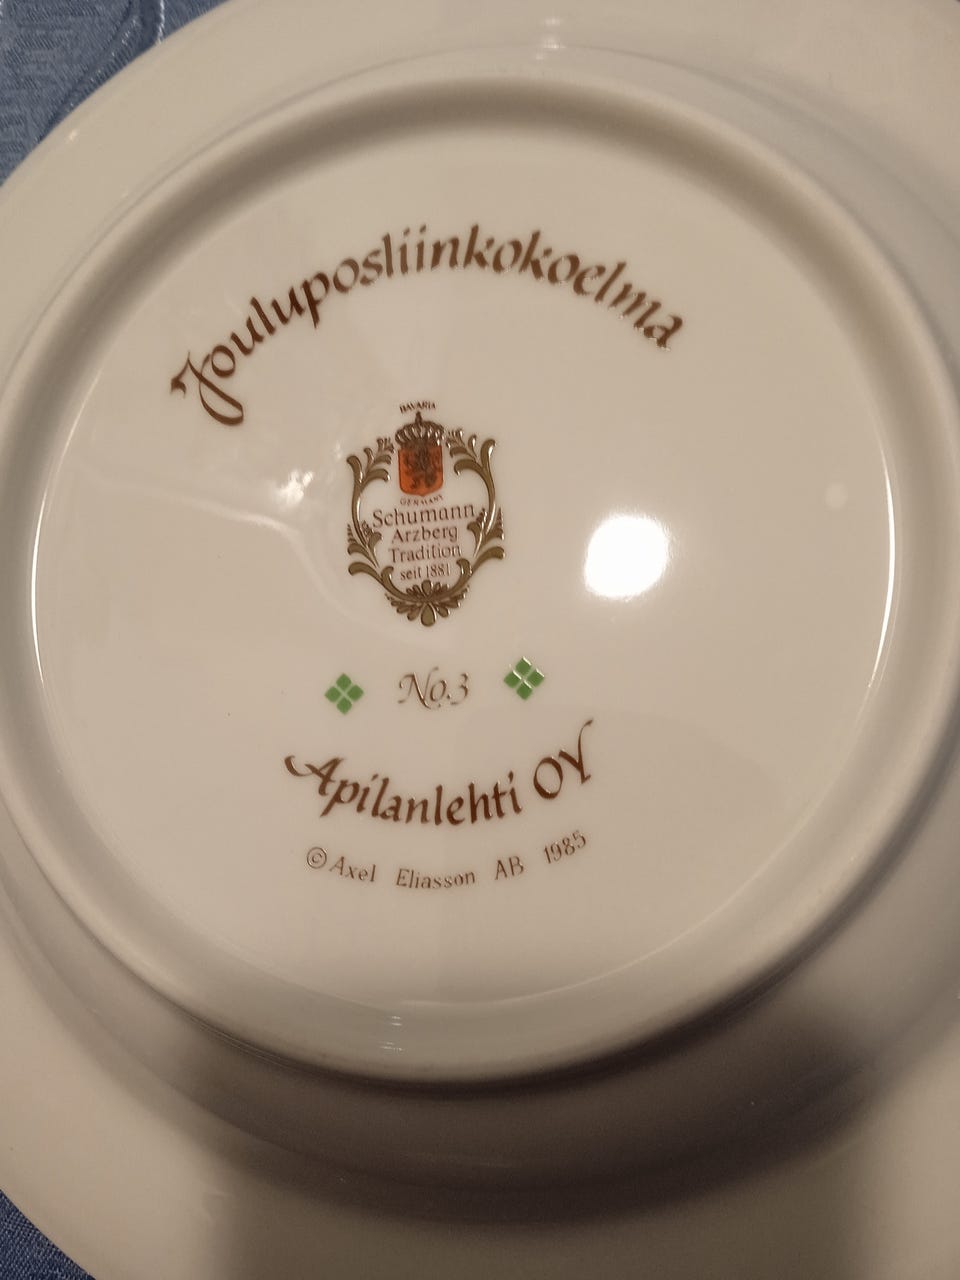 Jouluposliinkokoelma
BAVARIA
GERMANY
Schumann
Arzberg
Tradition
seit 1881
No.3
Apilanlehti OY
© Axel Eliasson AB 1985